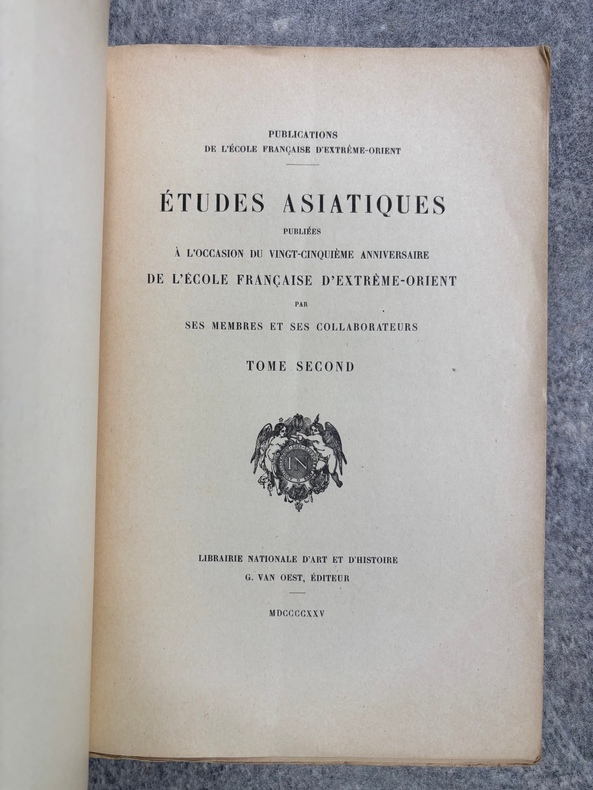 PUBLICATIONS
DE L'ÉCOLE FRANÇAISE D'EXTRÊME-ORIENT
ÉTUDES ASIATIQUES
PUBLIÉES
À L'OCCASION DU VINGT-CINQUIÈME ANNIVERSAIRE
DE L'ÉCOLE FRANÇAISE D'EXTRÊME-ORIENT
PAR
SES MEMBRES ET SES COLLABORATEURS
TOME SECOND
IN
LIBRAIRIE NATIONALE D'ART ET D'HISTOIRE
G. VAN OEST, ÉDITEUR
MDCCCCXXV